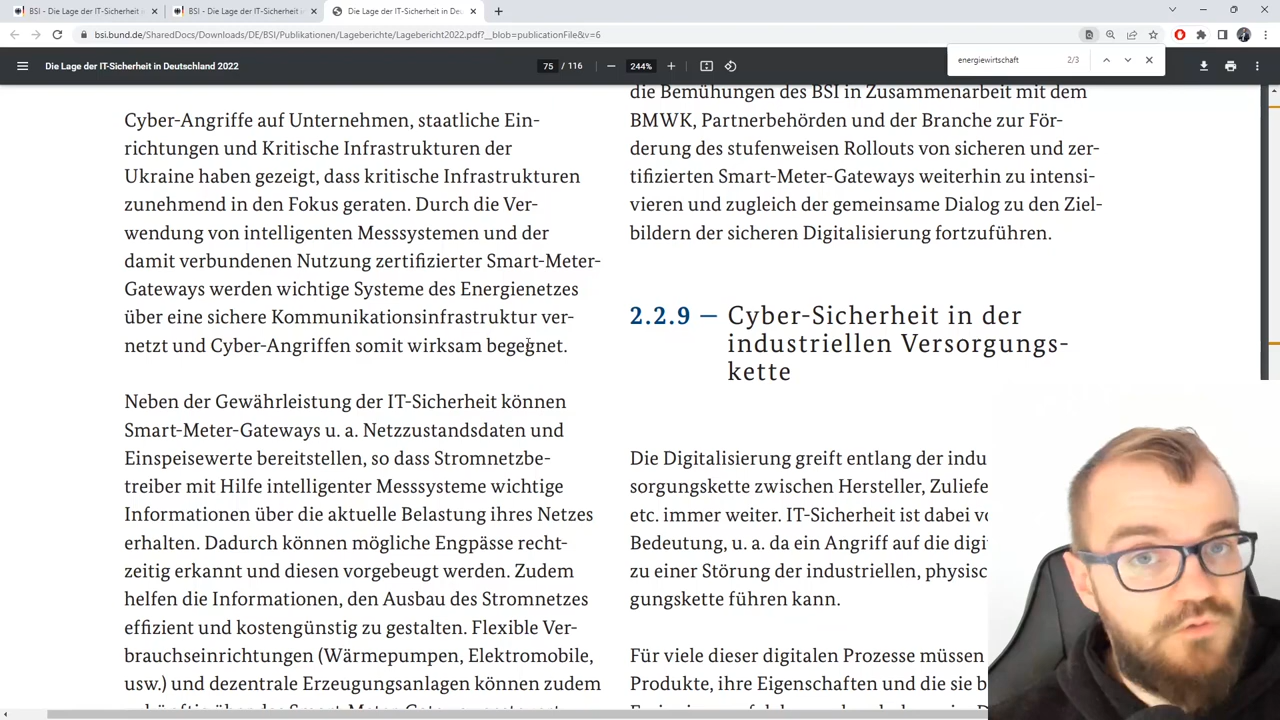 BSI - Die Lage der IT-Sicherheit in
BSI - Die Lage der IT-Sicherheit in
Die Lage der IT-Sicherheit in Deut
bsi.bund.de/SharedDocs/Downloads/DE/BSI/Publikationen/Lageberichte/Lagebericht2022.pdf?__blob=publicationFile&v=6
energiewirtschaft 2/3
Die Lage der IT-Sicherheit in Deutschland 2022
75 / 116
244%
Cyber-Angriffe auf Unternehmen, staatliche Ein-
richtungen und Kritische Infrastrukturen der
Ukraine haben gezeigt, dass kritische Infrastrukturen
zunehmend in den Fokus geraten. Durch die Ver-
wendung von intelligenten Messsystemen und der
damit verbundenen Nutzung zertifizierter Smart-Meter-
Gateways werden wichtige Systeme des Energienetzes
über eine sichere Kommunikationsinfrastruktur ver-
netzt und Cyber-Angriffen somit wirksam begegnet.
Neben der Gewährleistung der IT-Sicherheit können
Smart-Meter-Gateways u. a. Netzzustandsdaten und
Einspeisewerte bereitstellen, so dass Stromnetzbe-
treiber mit Hilfe intelligenter Messsysteme wichtige
Informationen über die aktuelle Belastung ihres Netzes
erhalten. Dadurch können mögliche Engpässe recht-
zeitig erkannt und diesen vorgebeugt werden. Zudem
helfen die Informationen, den Ausbau des Stromnetzes
effizient und kostengünstig zu gestalten. Flexible Ver-
brauchseinrichtungen (Wärmepumpen, Elektromobile,
usw.) und dezentrale Erzeugungsanlagen können zudem
die Bemühungen des BSI in Zusammenarbeit mit dem
BMWK, Partnerbehörden und der Branche zur För-
derung des stufenweisen Rollouts von sicheren und zer-
tifizierten Smart-Meter-Gateways weiterhin zu intensi-
vieren und zugleich der gemeinsame Dialog zu den Ziel-
bildern der sicheren Digitalisierung fortzuführen.
2.2.9 — Cyber-Sicherheit in der
industriellen Versorgungs-
kette
Die Digitalisierung greift entlang der indu
sorgungskette zwischen Hersteller, Zuliefe
etc. immer weiter. IT-Sicherheit ist dabei vo
Bedeutung, u. a. da ein Angriff auf die digi
zu einer Störung der industriellen, physisc
gungskette führen kann.
Für viele dieser digitalen Prozesse müssen
Produkte, ihre Eigenschaften und die sie b